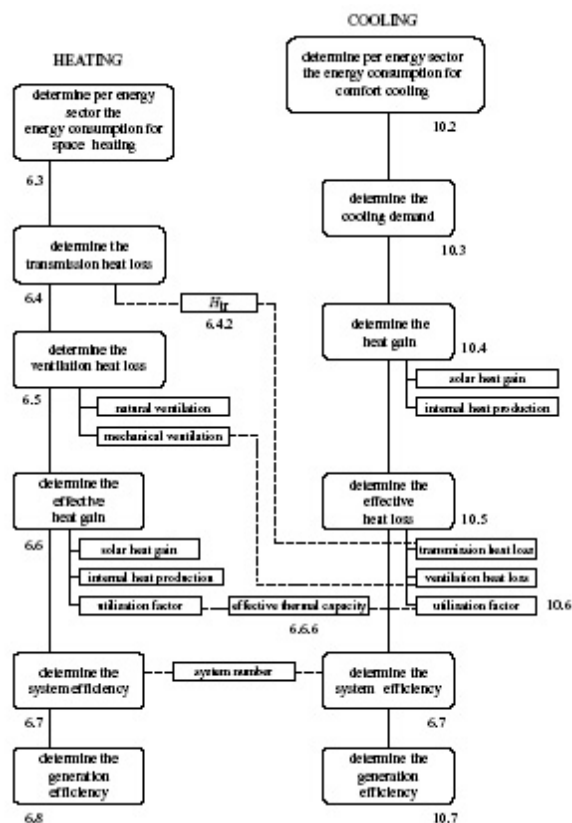 HEATING
determine per energy
sector the
energy consumption for
space heating
6.3
determine the
transmission heat loss
6.4
H_tr
6.4.2
determine the
ventilation heat loss
6.5
natural ventilation
mechanical ventilation
determine the
effective
heat gain
6.6
solar heat gain
internal heat production
utilization factor
effective thermal capacity
6.6.6
determine the
system efficiency
6.7
system number
determine the
generation
efficiency
6.8
COOLING
determine per energy sector
the energy consumption for
comfort cooling
10.2
determine the
cooling demand
10.3
determine the
heat gain
10.4
solar heat gain
internal heat production
determine the
effective
heat loss
10.5
transmission heat loss
ventilation heat loss
utilization factor
10.6
determine the
system efficiency
6.7
determine the
generation
efficiency
10.7